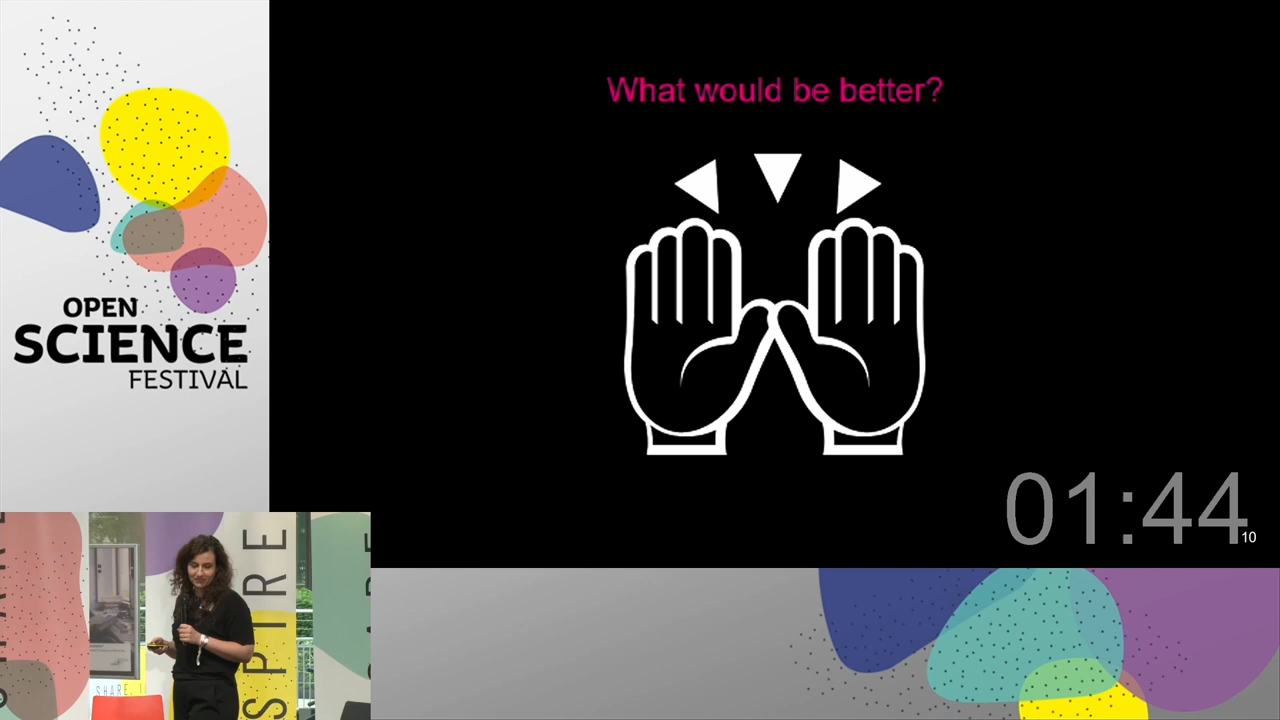 What would be better?
OPEN
SCIENCE
FESTIVAL
01:44
10
SPIRE
SHARE.